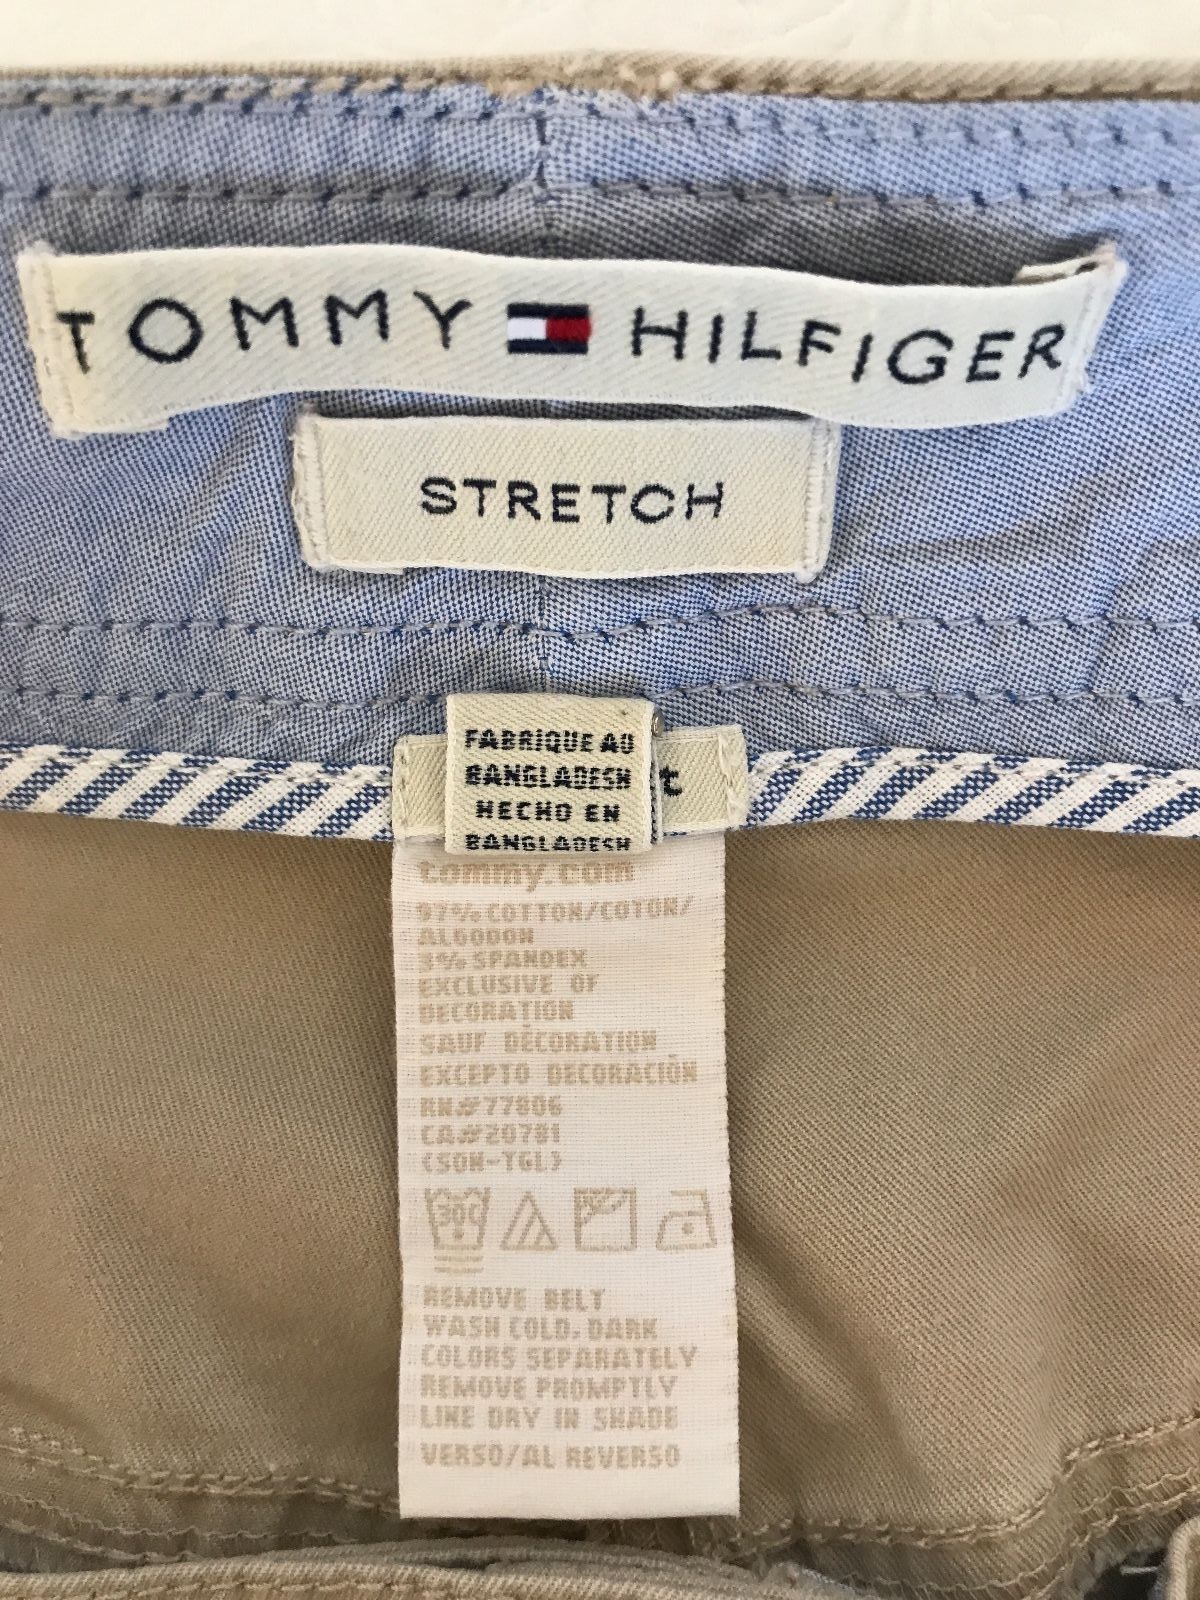 TOMMY HILFIGER
STRETCH
FABRIQUE AU
BANGLADESH
HECHO EN
BANGLADESH
t
tommy.com
97% COTTON/COTON/
ALGODON
3% SPANDEX
EXCLUSIVE OF
DECORATION
SAUF DÉCORATION
EXCEPTO DECORACIÓN
RN#77806
CA#20781
(SON-TGL)
30C
REMOVE BELT
WASH COLD, DARK
COLORS SEPARATELY
REMOVE PROMPTLY
LINE DRY IN SHADE
VERSO/AL REVERSO